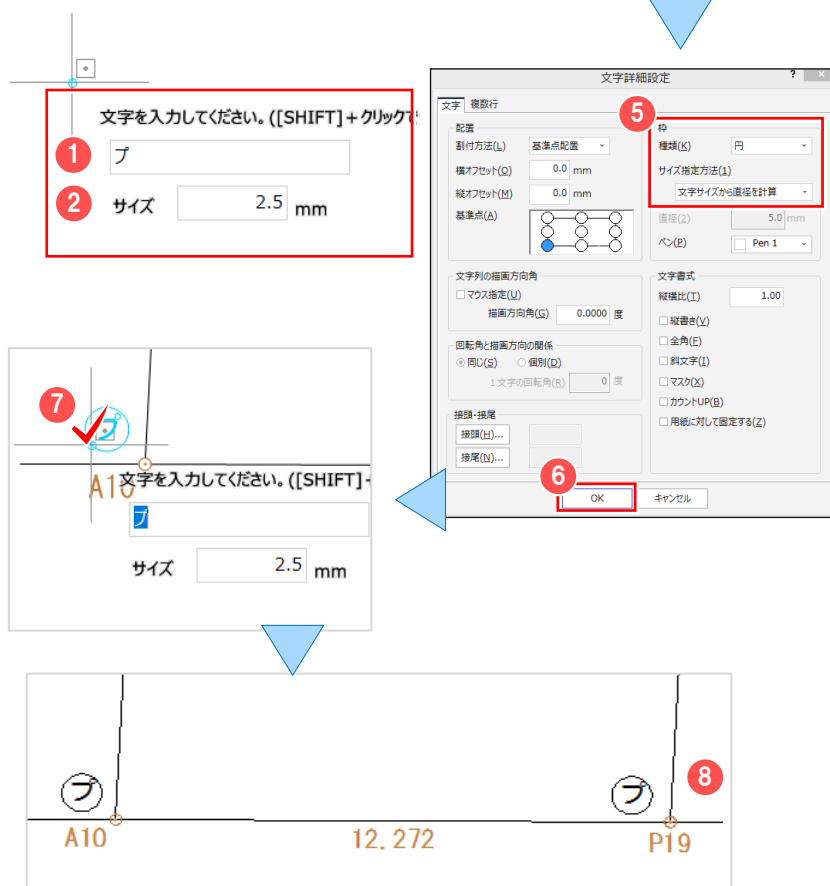 文字を入力してください。([SHIFT]+クリックで
1
プ
2
サイズ
2.5 mm
文字詳細設定
? ×
文字 複数行
5
配置
割付方法(L) 基準点配置
横オフセット(O) 0.0 mm
縦オフセット(M) 0.0 mm
基準点(A)
枠
種類(K) 円
サイズ指定方法(1)
文字サイズから直径を計算
直径(2) 5.0 mm
ペン(P) Pen 1
文字列の描画方向角
マウス指定(U)
描画方向角(G) 0.0000 度
回転角と描画方向の関係
同じ(S) 個別(D)
1文字の回転角(R) 0 度
接頭・接尾
接頭(H)...
接尾(N)...
文字書式
縦横比(T) 1.00
縦書き(V)
全角(F)
斜文字(I)
マスク(X)
カウントUP(B)
用紙に対して固定する(Z)
6
OK キャンセル
7
プ
A10
文字を入力してください。([SHIFT]+
プ
サイズ 2.5 mm
プ プ 8
A10 12.272 P19